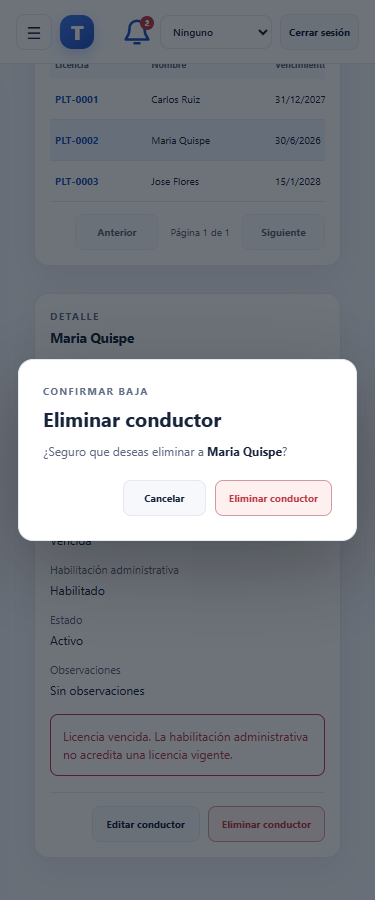 ☰ T 2 Ninguno Cerrar sesión
Licencia Nombre Vencimient
PLT-0001 Carlos Ruiz 31/12/2027
PLT-0002 Maria Quispe 30/6/2026
PLT-0003 Jose Flores 15/1/2028
Anterior Página 1 de 1 Siguiente
DETALLE
Maria Quispe
CONFIRMAR BAJA
Eliminar conductor
¿Seguro que deseas eliminar a Maria Quispe?
Cancelar Eliminar conductor
Vencida
Habilitación administrativa
Habilitado
Estado
Activo
Observaciones
Sin observaciones
Licencia vencida. La habilitación administrativa
no acredita una licencia vigente.
Editar conductor Eliminar conductor